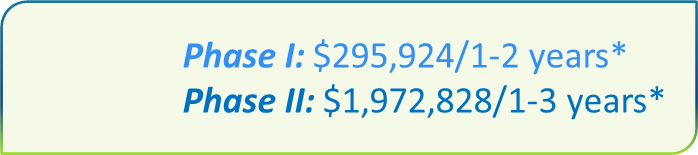 Phase I: $295,924/1-2 years*
Phase II: $1,972,828/1-3 years*